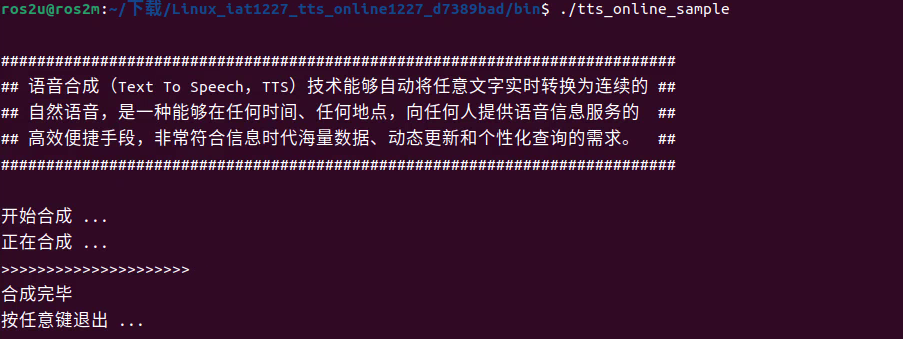 ros2u@ros2m:~/下载/Linux_iat1227_tts_online1227_d7389bad/bin$ ./tts_online_sample
###########################################################################
## 语音合成（Text To Speech，TTS）技术能够自动将任意文字实时转换为连续的 ##
## 自然语音，是一种能够在任何时间、任何地点，向任何人提供语音信息服务的  ##
## 高效便捷手段，非常符合信息时代海量数据、动态更新和个性化查询的需求。  ##
###########################################################################
开始合成 ...
正在合成 ...
>>>>>>>>>>>>>>>>>>>>>
合成完毕
按任意键退出 ...